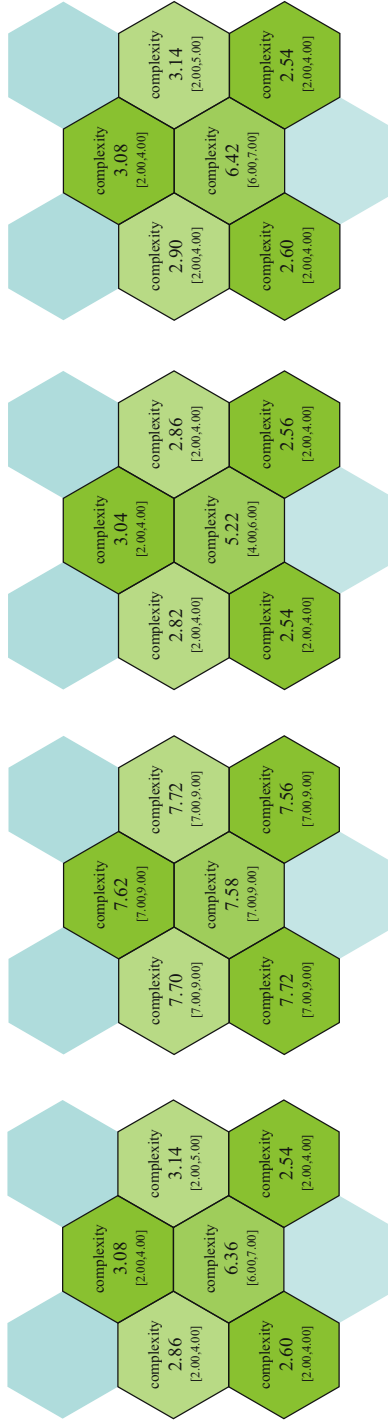 complexity
3.08
[2.00,4.00]
complexity
2.86
[2.00,4.00]
complexity
3.14
[2.00,5.00]
complexity
6.36
[6.00,7.00]
complexity
2.60
[2.00,4.00]
complexity
2.54
[2.00,4.00]
complexity
7.62
[7.00,9.00]
complexity
7.70
[7.00,9.00]
complexity
7.72
[7.00,9.00]
complexity
7.58
[7.00,9.00]
complexity
7.72
[7.00,9.00]
complexity
7.56
[7.00,9.00]
complexity
3.04
[2.00,4.00]
complexity
2.82
[2.00,4.00]
complexity
2.86
[2.00,4.00]
complexity
5.22
[4.00,6.00]
complexity
2.54
[2.00,4.00]
complexity
2.56
[2.00,4.00]
complexity
3.08
[2.00,4.00]
complexity
2.90
[2.00,4.00]
complexity
3.14
[2.00,5.00]
complexity
6.42
[6.00,7.00]
complexity
2.60
[2.00,4.00]
complexity
2.54
[2.00,4.00]